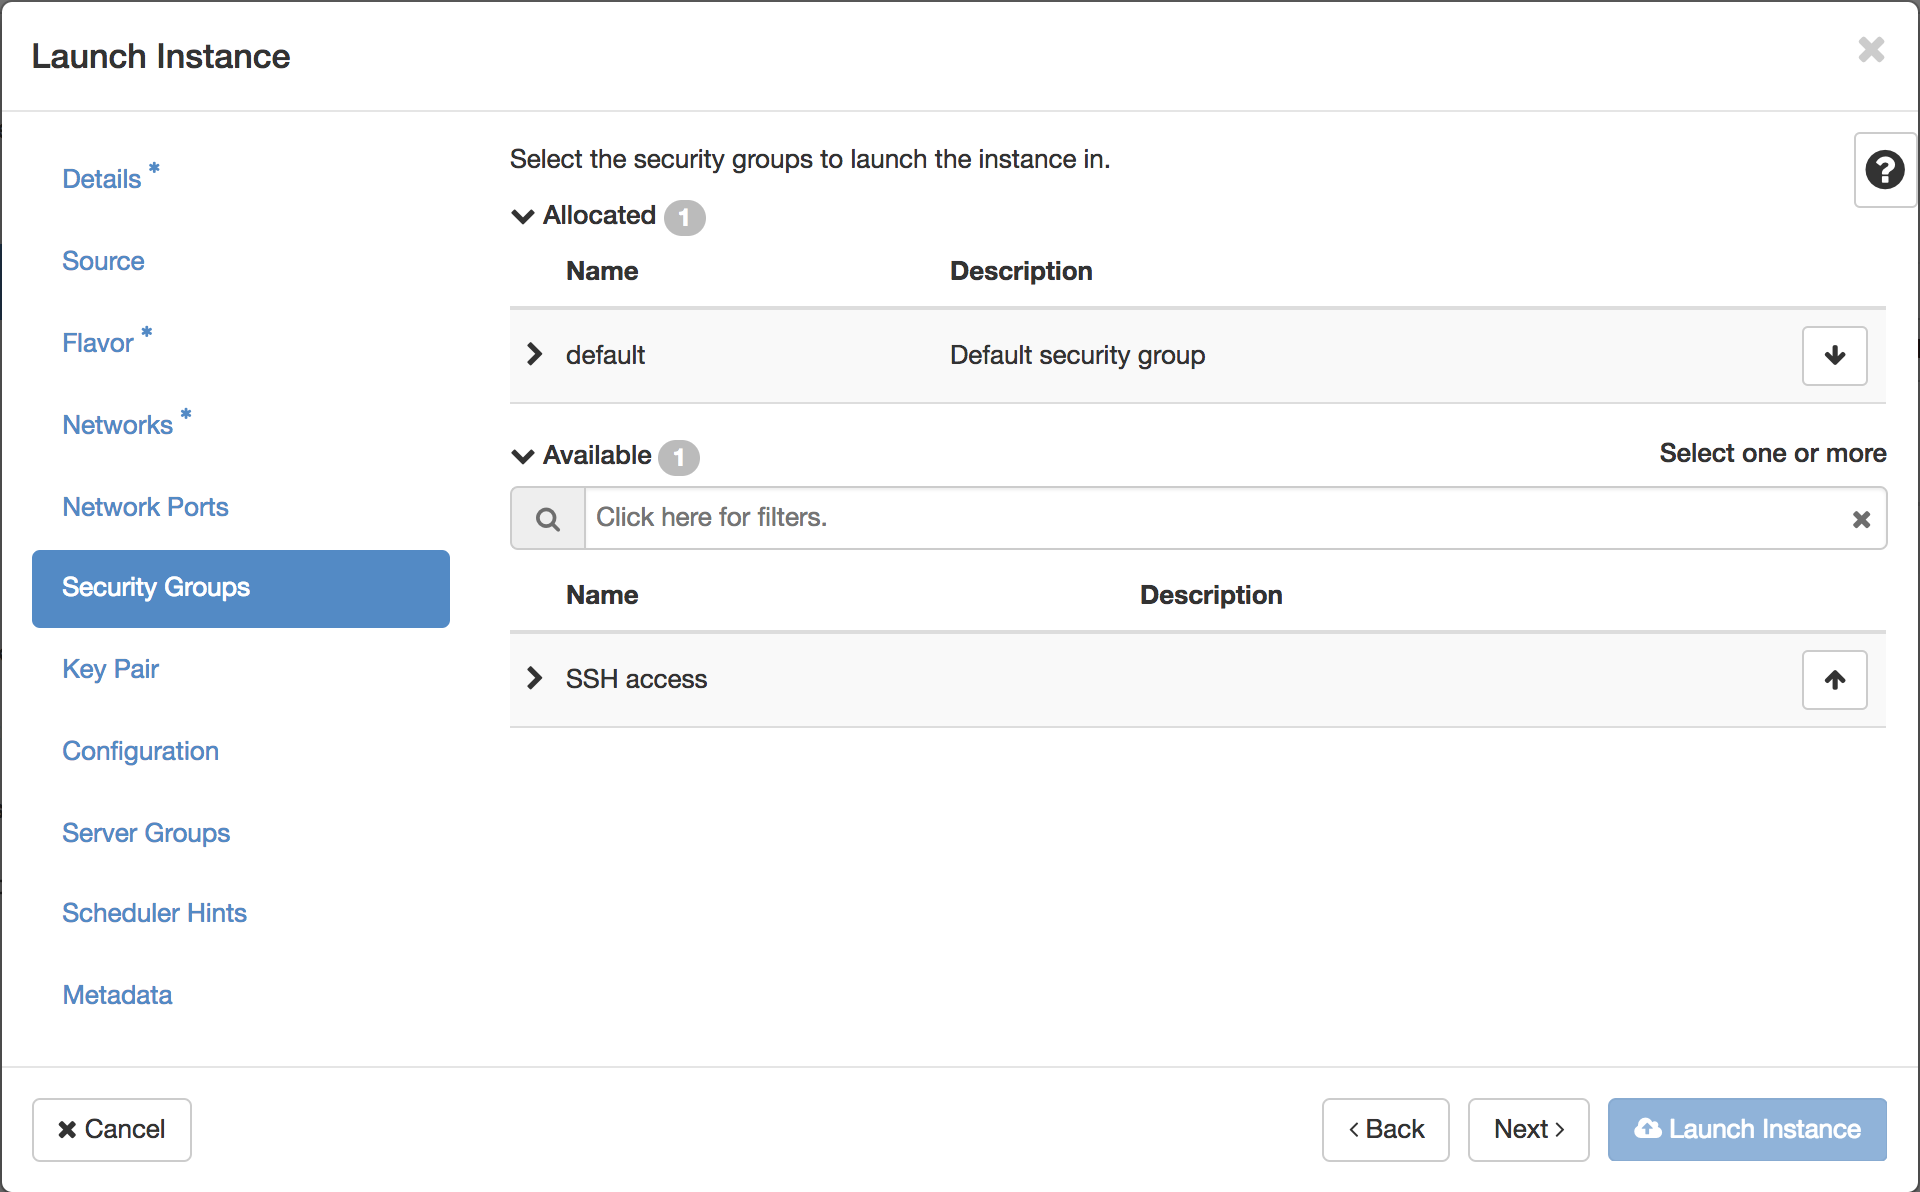 Launch Instance
Details *
Source
Flavor *
Networks *
Network Ports
Security Groups
Key Pair
Configuration
Server Groups
Scheduler Hints
Metadata
Select the security groups to launch the instance in.
Allocated 1
Name Description
default Default security group
Available 1 Select one or more
Click here for filters.
Name Description
SSH access
Cancel
Back
Next
Launch Instance